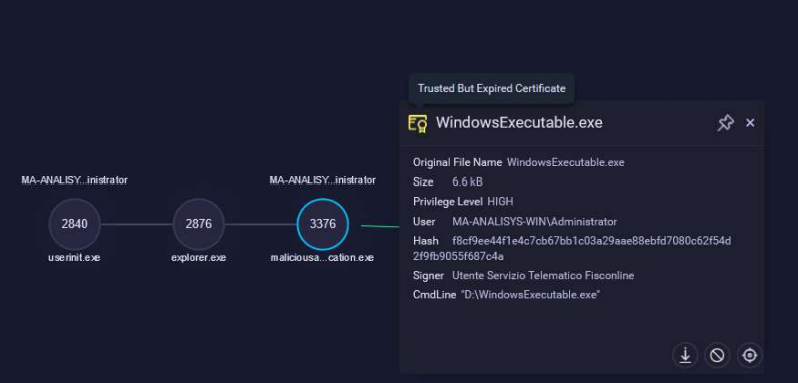 Trusted But Expired Certificate
WindowsExecutable.exe
Original File Name WindowsExecutable.exe
Size 6.6 kB
Privilege Level HIGH
User MA-ANALISYS-WIN\Administrator
Hash f8cf9ee44f1e4c7cb67bb1c03a29aae88ebfd7080c62f54d
2f9fb9055f687c4a
Signer Utente Servizio Telematico Fisconline
CmdLine "D:\WindowsExecutable.exe"
MA-ANALISY...inistrator
MA-ANALISY...inistrator
2840
2876
3376
userinit.exe
explorer.exe
maliciousa...cation.exe